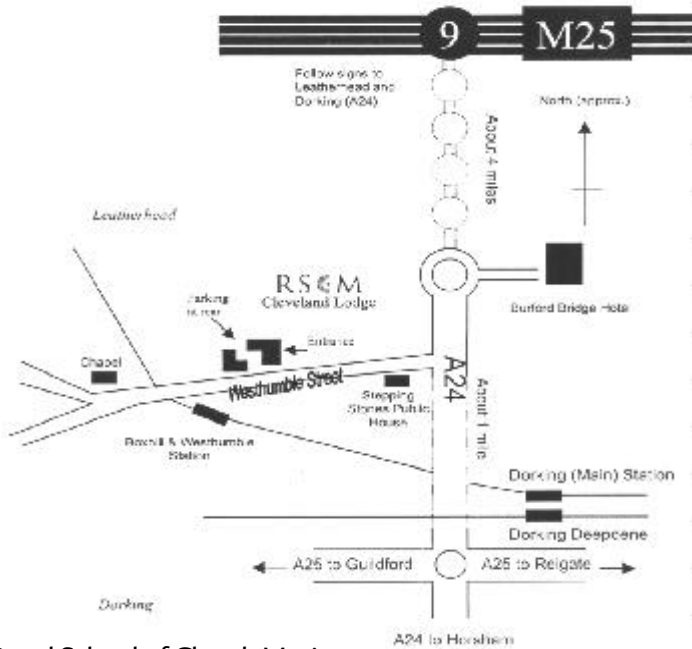 9
M25
Follow signs to
Leatherhead and
Dorking (A24)
About 4 miles
North (approx.)
Leatherhead
RSCM
Cleveland Lodge
Parking
at rear
Entrance
Burford Bridge Hotel
Chapel
Westhumble Street
A24
Stepping
Stones Public
House
About 1 mile
Boxhill & Westhumble
Station
Dorking (Main) Station
Dorking Deepdene
A25 to Guildford
A25 to Reigate
Dorking
A24 to Horsham